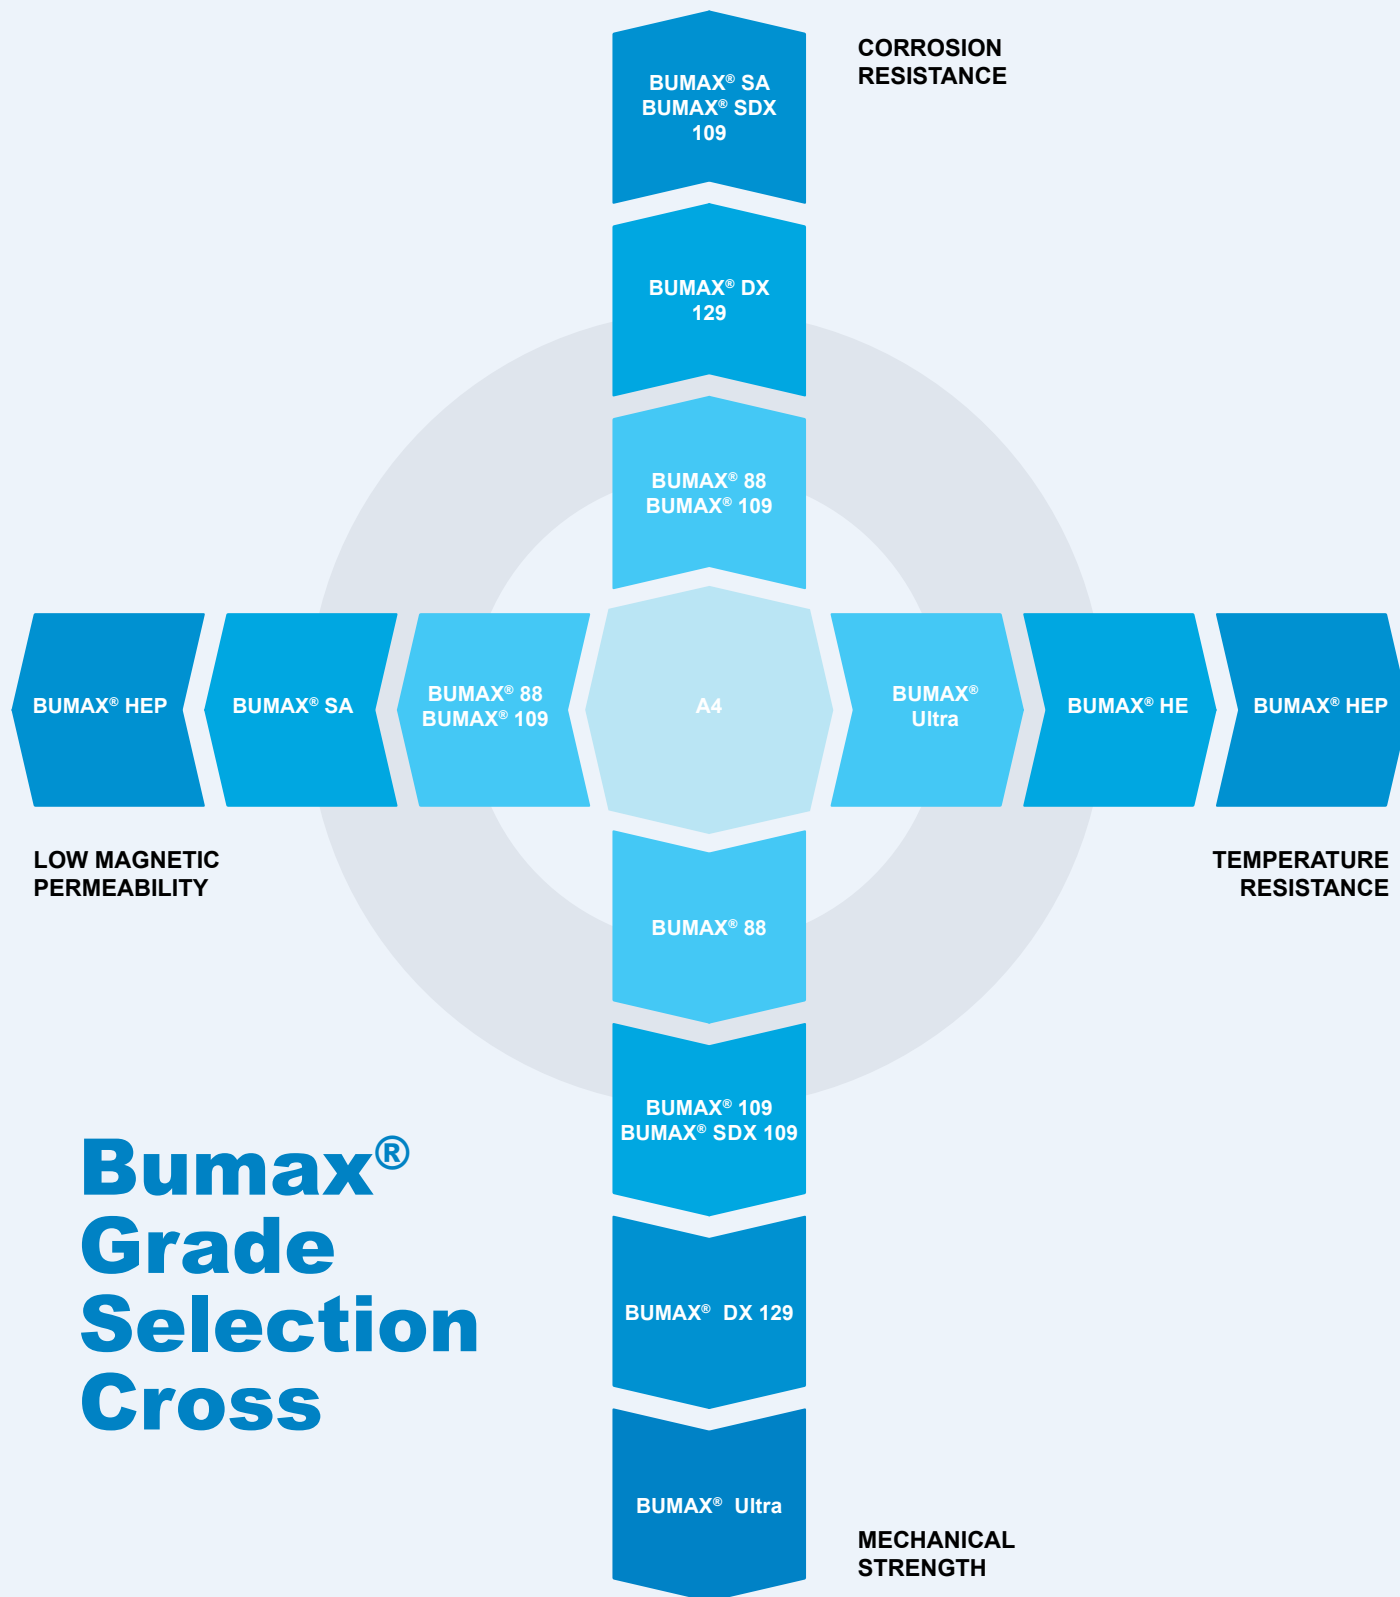 CORROSION
RESISTANCE
BUMAX® SA
BUMAX® SDX
109
BUMAX® DX
129
BUMAX® 88
BUMAX® 109
BUMAX® HEP
BUMAX® SA
BUMAX® 88
BUMAX® 109
A4
BUMAX®
Ultra
BUMAX® HE
BUMAX® HEP
LOW MAGNETIC
PERMEABILITY
TEMPERATURE
RESISTANCE
BUMAX® 88
BUMAX® 109
BUMAX® SDX 109
BUMAX® DX 129
BUMAX® Ultra
Bumax®
Grade
Selection
Cross
MECHANICAL
STRENGTH